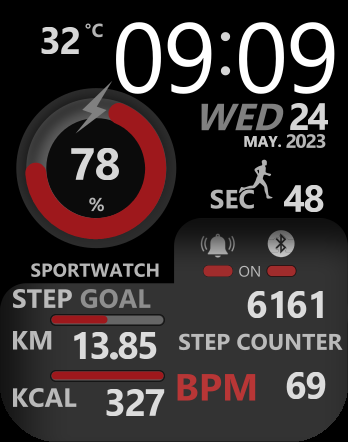 32 °C
09:09
WED 24
MAY. 2023
78
%
SEC 48
SPORTWATCH
ON
STEP GOAL
6161
KM 13.85
STEP COUNTER
KCAL 327
BPM 69